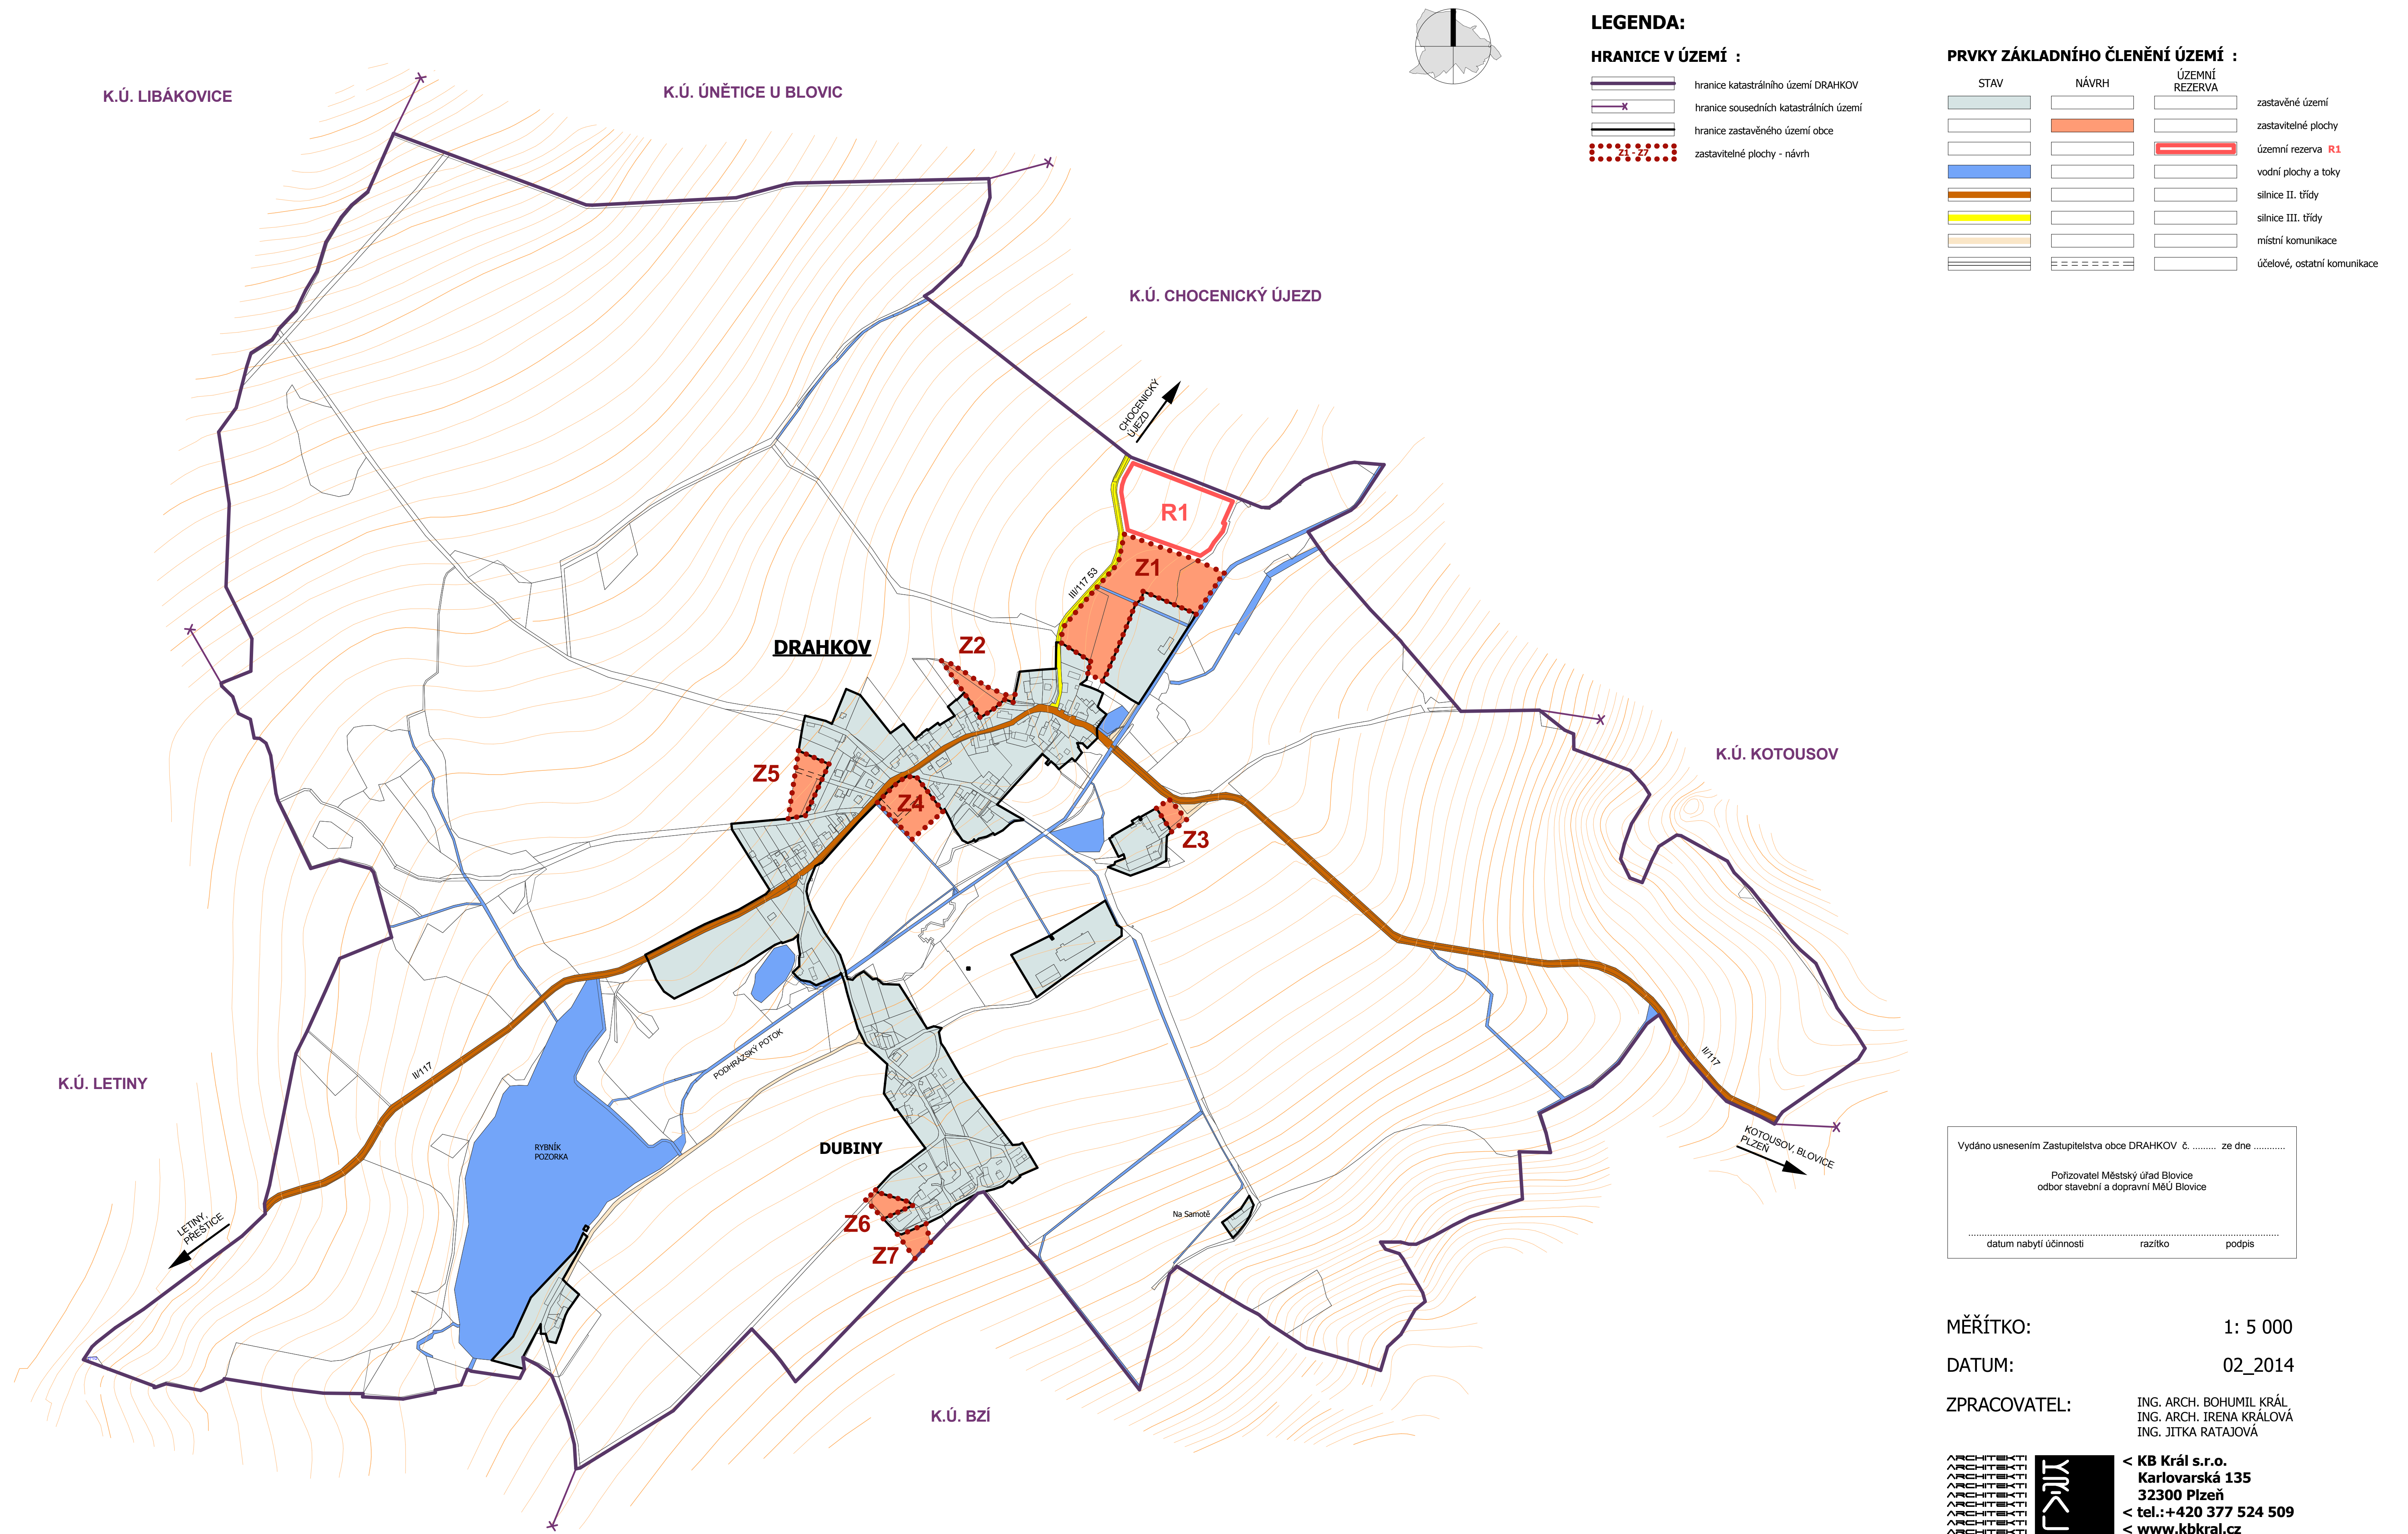 LEGENDA:
HRANICE V ÚZEMÍ :
hranice katastrálního území DRAHKOV
hranice sousedních katastrálních území
hranice zastavěného území obce
Z1 - Z7
zastavitelné plochy - návrh
PRVKY ZÁKLADNÍHO ČLENĚNÍ ÚZEMÍ :
STAV
NÁVRH
ÚZEMNÍ
REZERVA
zastavěné území
zastavitelné plochy
územní rezerva R1
vodní plochy a toky
silnice II. třídy
silnice III. třídy
místní komunikace
účelové, ostatní komunikace
K.Ú. LIBÁKOVICE
K.Ú. ÚNĚTICE U BLOVIC
K.Ú. CHOCENICKÝ ÚJEZD
CHOCENICKÝ
ÚJEZD
R1
Z1
III/117 53
DRAHKOV
Z2
K.Ú. KOTOUSOV
Z5
Z4
Z3
II/117
PODHRÁZSKÝ POTOK
II/117
K.Ú. LETINY
RYBNÍK
POZORKA
DUBINY
KOTOUSOV, BLOVICE
PLZEŇ
LETINY,
PŘEŠTICE
Z6
Z7
Na Samotě
K.Ú. BZÍ
Vydáno usnesením Zastupitelstva obce DRAHKOV č. ......... ze dne ............
Pořizovatel Městský úřad Blovice
odbor stavební a dopravní MěÚ Blovice
datum nabytí účinnosti razítko podpis
MĚŘÍTKO: 1: 5 000
DATUM: 02_2014
ZPRACOVATEL: ING. ARCH. BOHUMIL KRÁL
ING. ARCH. IRENA KRÁLOVÁ
ING. JITKA RATAJOVÁ
< KB Král s.r.o.
Karlovarská 135
32300 Plzeň
< tel.:+420 377 524 509
< www.kbkral.cz